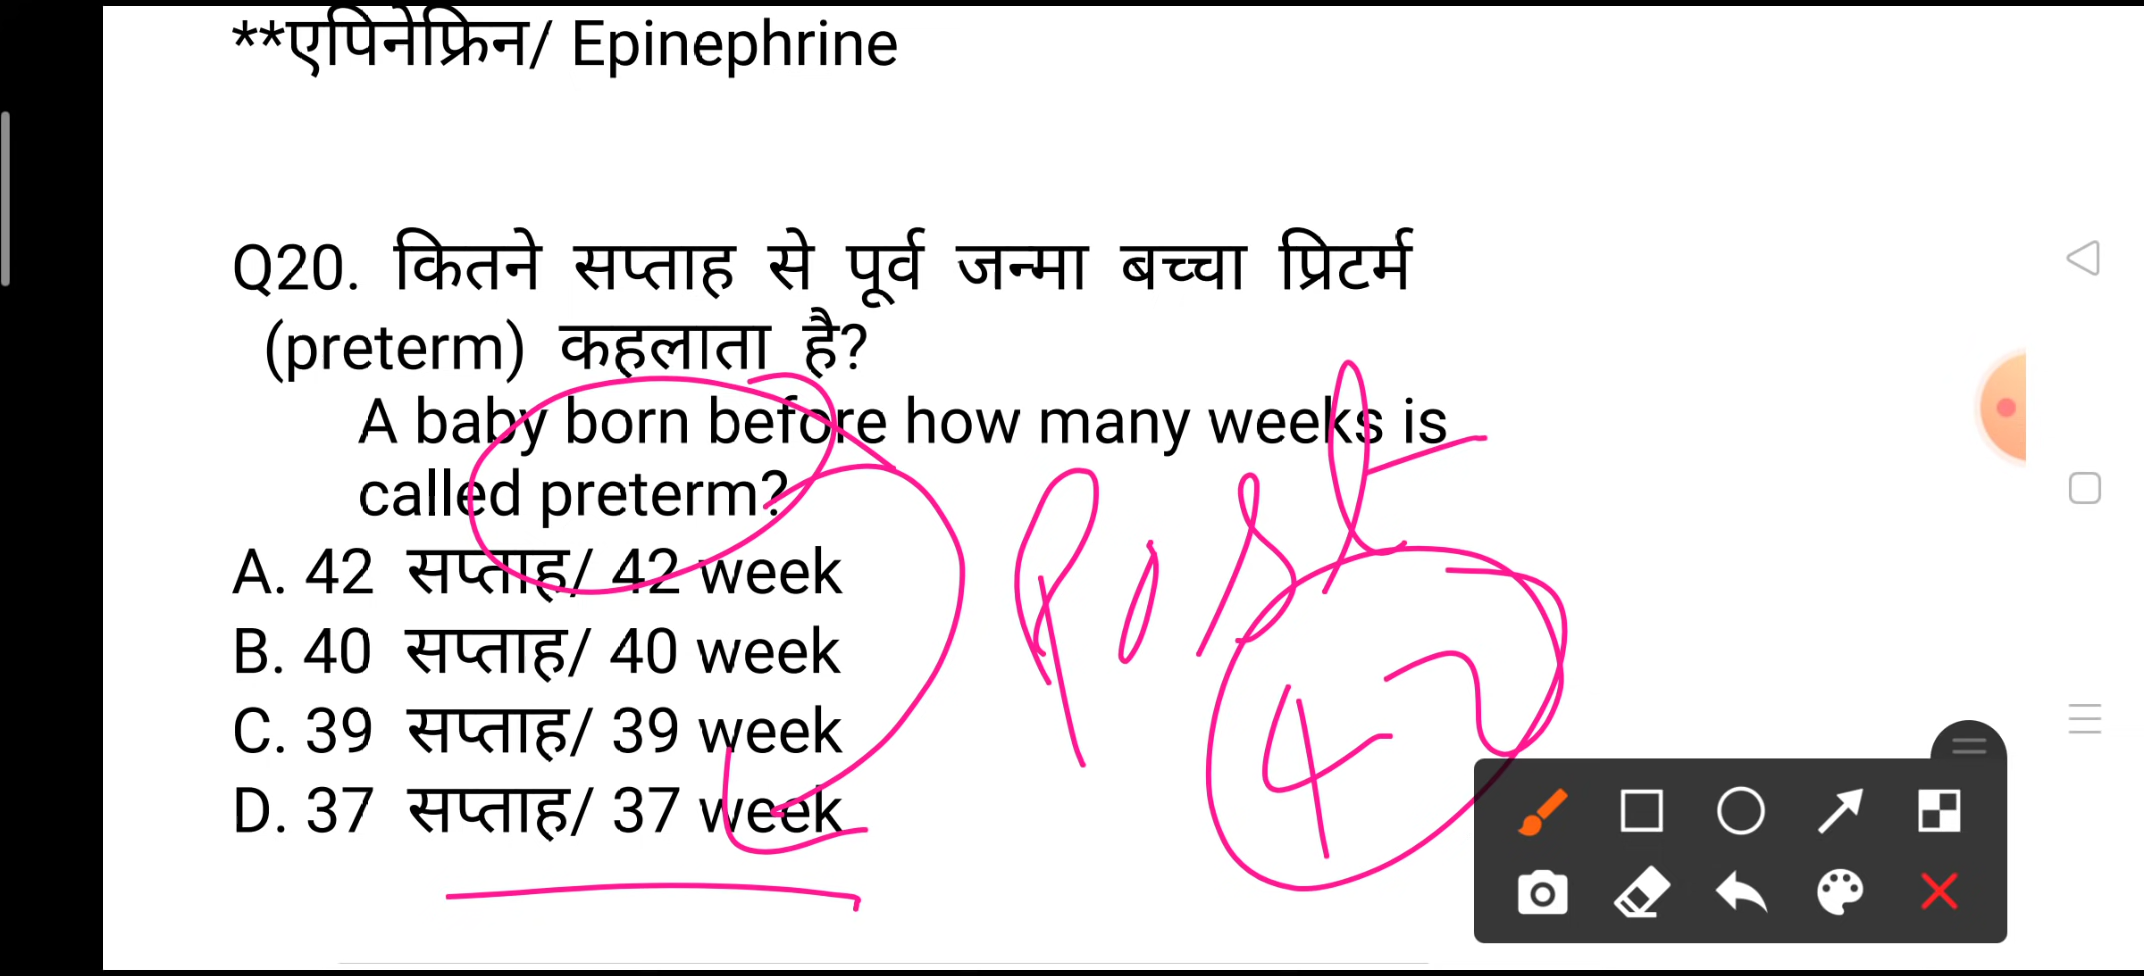 **एपिनेफ्रिन/ Epinephrine
Q20. कितने सप्ताह से पूर्व जन्मा बच्चा प्रिटर्म
(preterm) कहलाता है?
A baby born before how many weeks is
called preterm?
A. 42 सप्ताह/ 42 week
B. 40 सप्ताह/ 40 week
C. 39 सप्ताह/ 39 week
D. 37 सप्ताह/ 37 week
Post
42